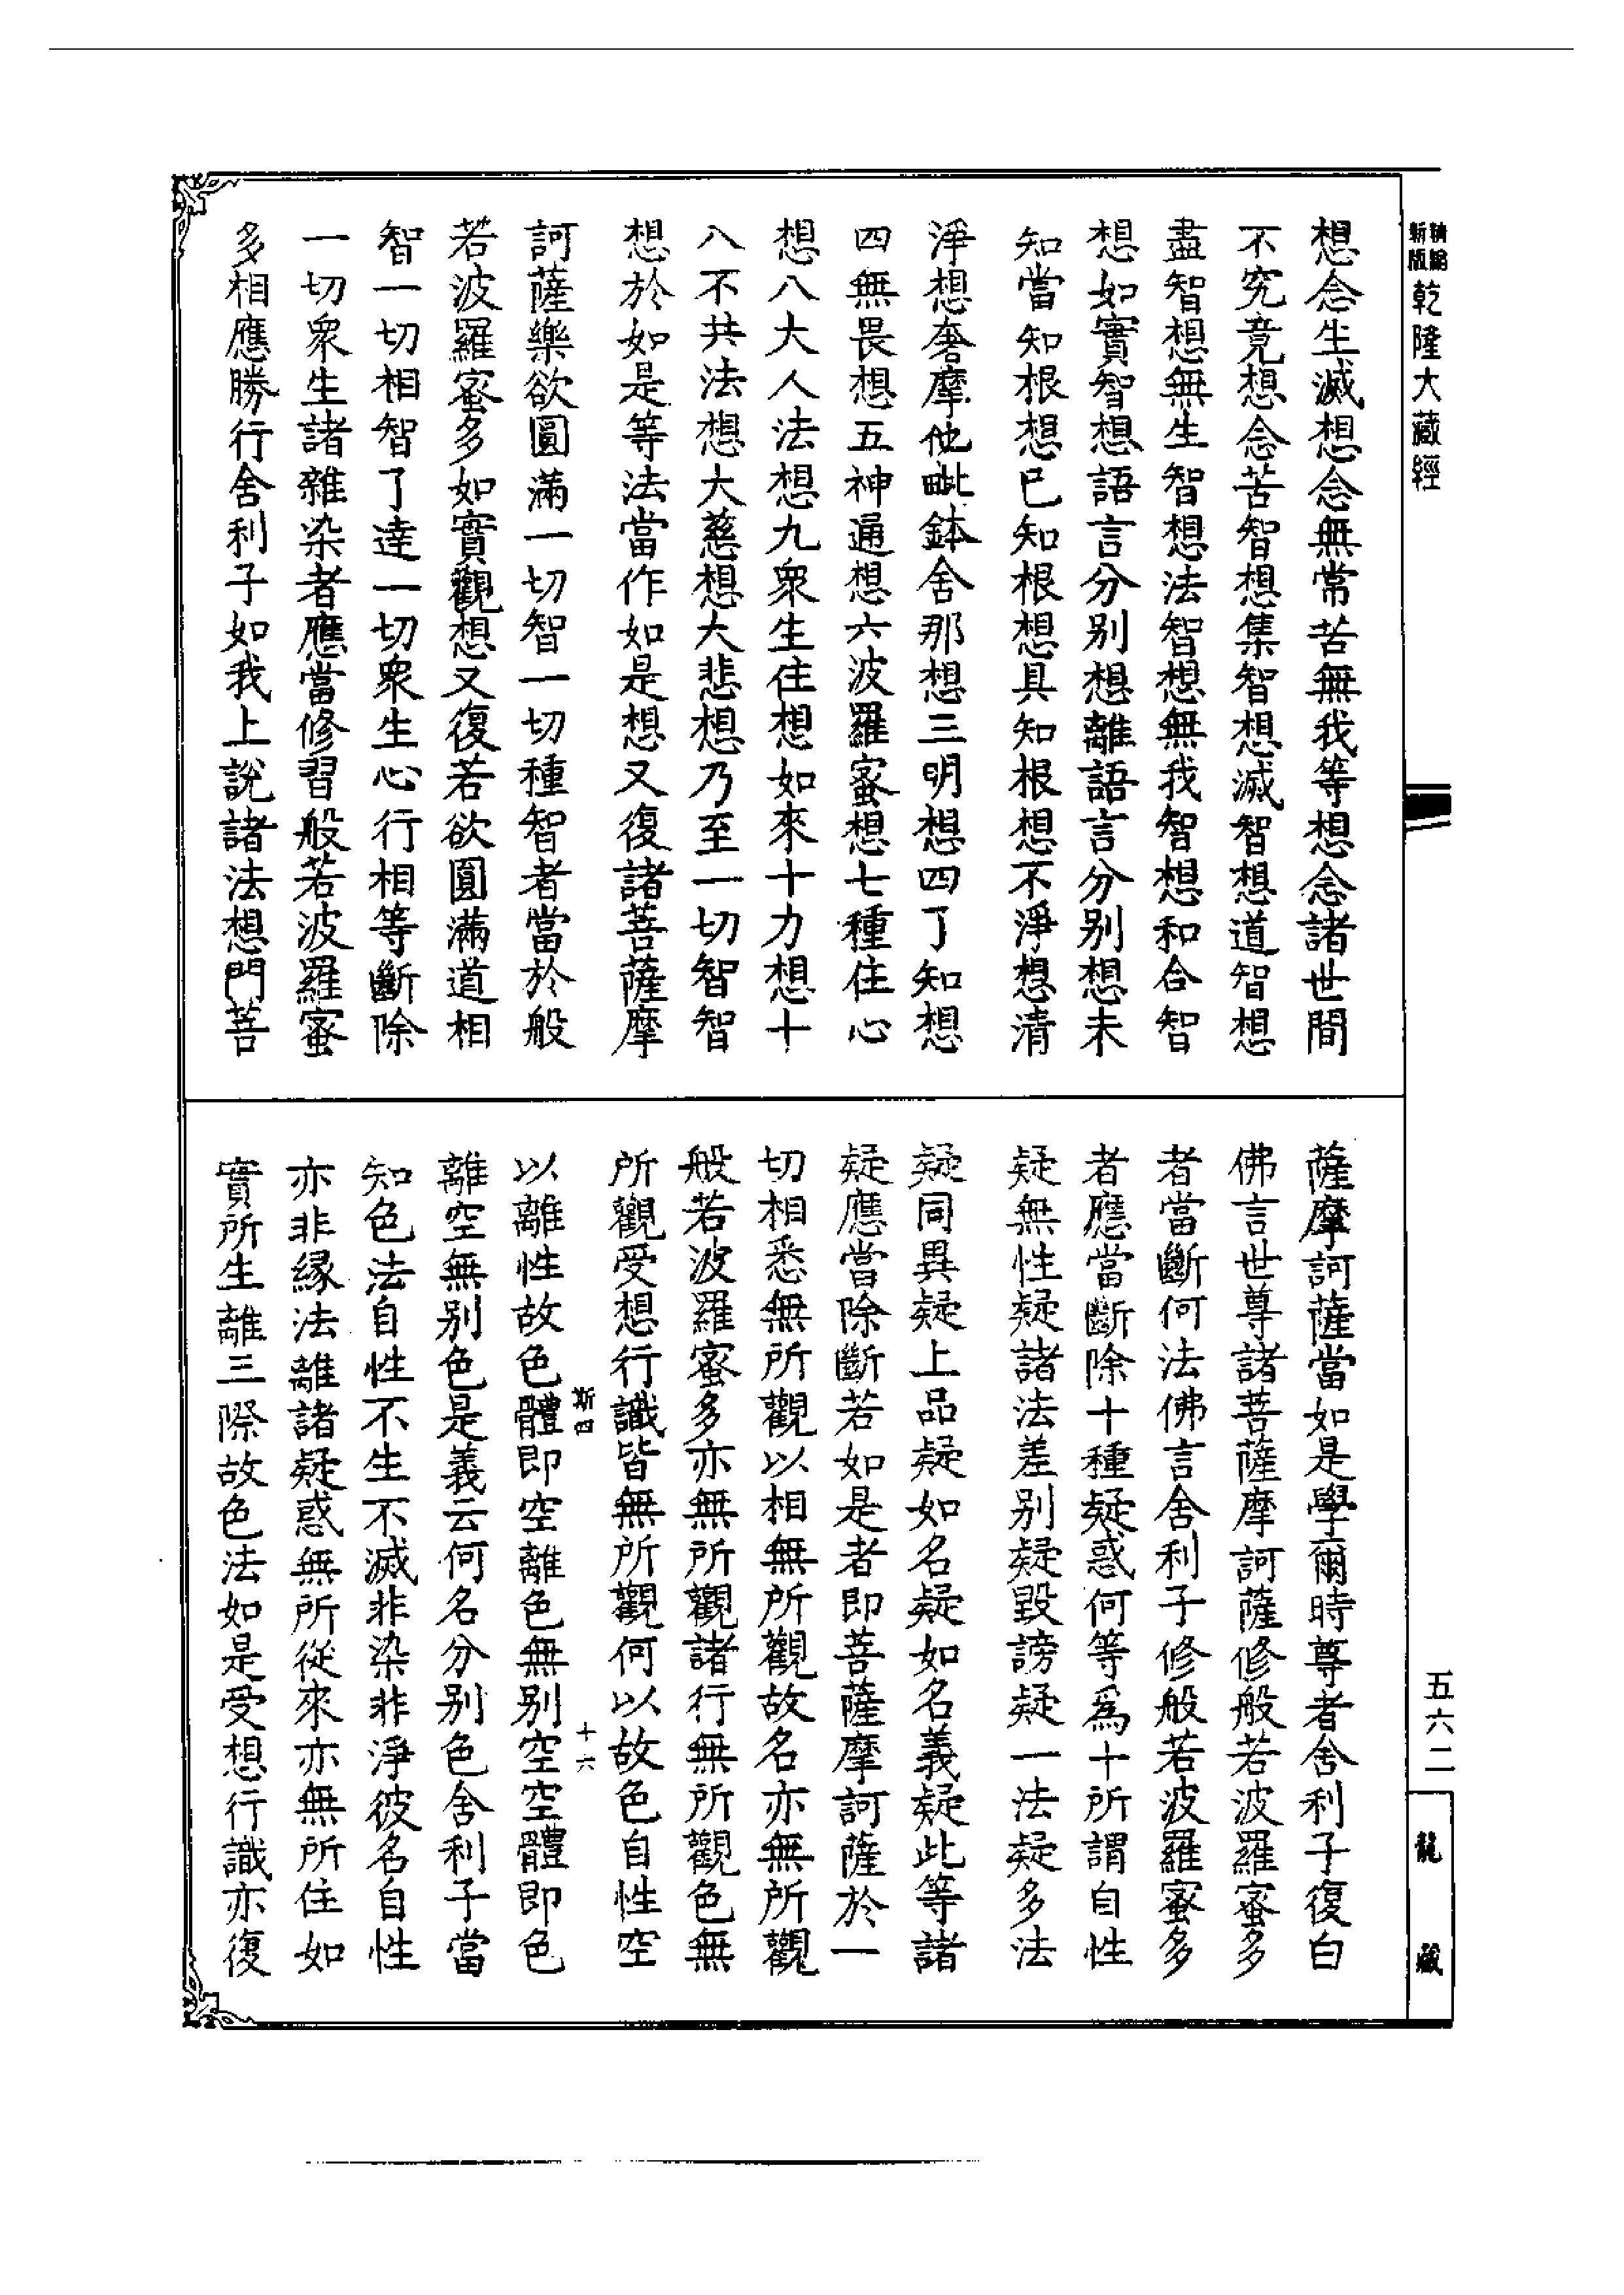 新版
精縮
乾隆大藏經
五六二
龍藏
想念生滅想念無常苦無我等想念諸世間
不究竟想念苦智想集智想滅智想道智想
盡智想無生智想法智想無我智想和合智
想如實智想語言分別想離語言分別想未
知當知根想已知根想具知根想不淨想清
淨想奢摩他毗鉢舍那想三明想四了知想
四無畏想五神通想六波羅蜜想七種住心
想八大人法想九衆生住想如來十力想十
八不共法想大慈想大悲想乃至一切智智
想於如是等法當作如是想又復諸菩薩摩
訶薩樂欲圓滿一切智一切種智者當於般
若波羅蜜多如實觀想又復若欲圓滿道相
智一切相智了達一切衆生心行相等斷除
一切衆生諸雜染者應當修習般若波羅蜜
多相應勝行舍利子如我上說諸法想門菩
薩摩訶薩當如是學爾時尊者舍利子復白
佛言世尊諸菩薩摩訶薩修般若波羅蜜多
者當斷何法佛言舍利子修般若波羅蜜多
者應當斷除十種疑惑何等爲十所謂自性
疑無性疑諸法差別疑毀謗疑一法疑多法
疑同異疑上品疑如名疑如名義疑此等諸
疑應當除斷若如是者即菩薩摩訶薩於一
切相悉無所觀以相無所觀故名亦無所觀
般若波羅蜜多亦無所觀諸行無所觀色無
所觀受想行識皆無所觀何以故色自性空
斯四
十六
以離性故色體即空離色無別空空體即色
離空無別色是義云何名分別色舍利子當
知色法自性不生不滅非染非淨彼名自性
亦非緣法離諸疑惑無所從來亦無所住如
實所生離三際故色法如是受想行識亦復